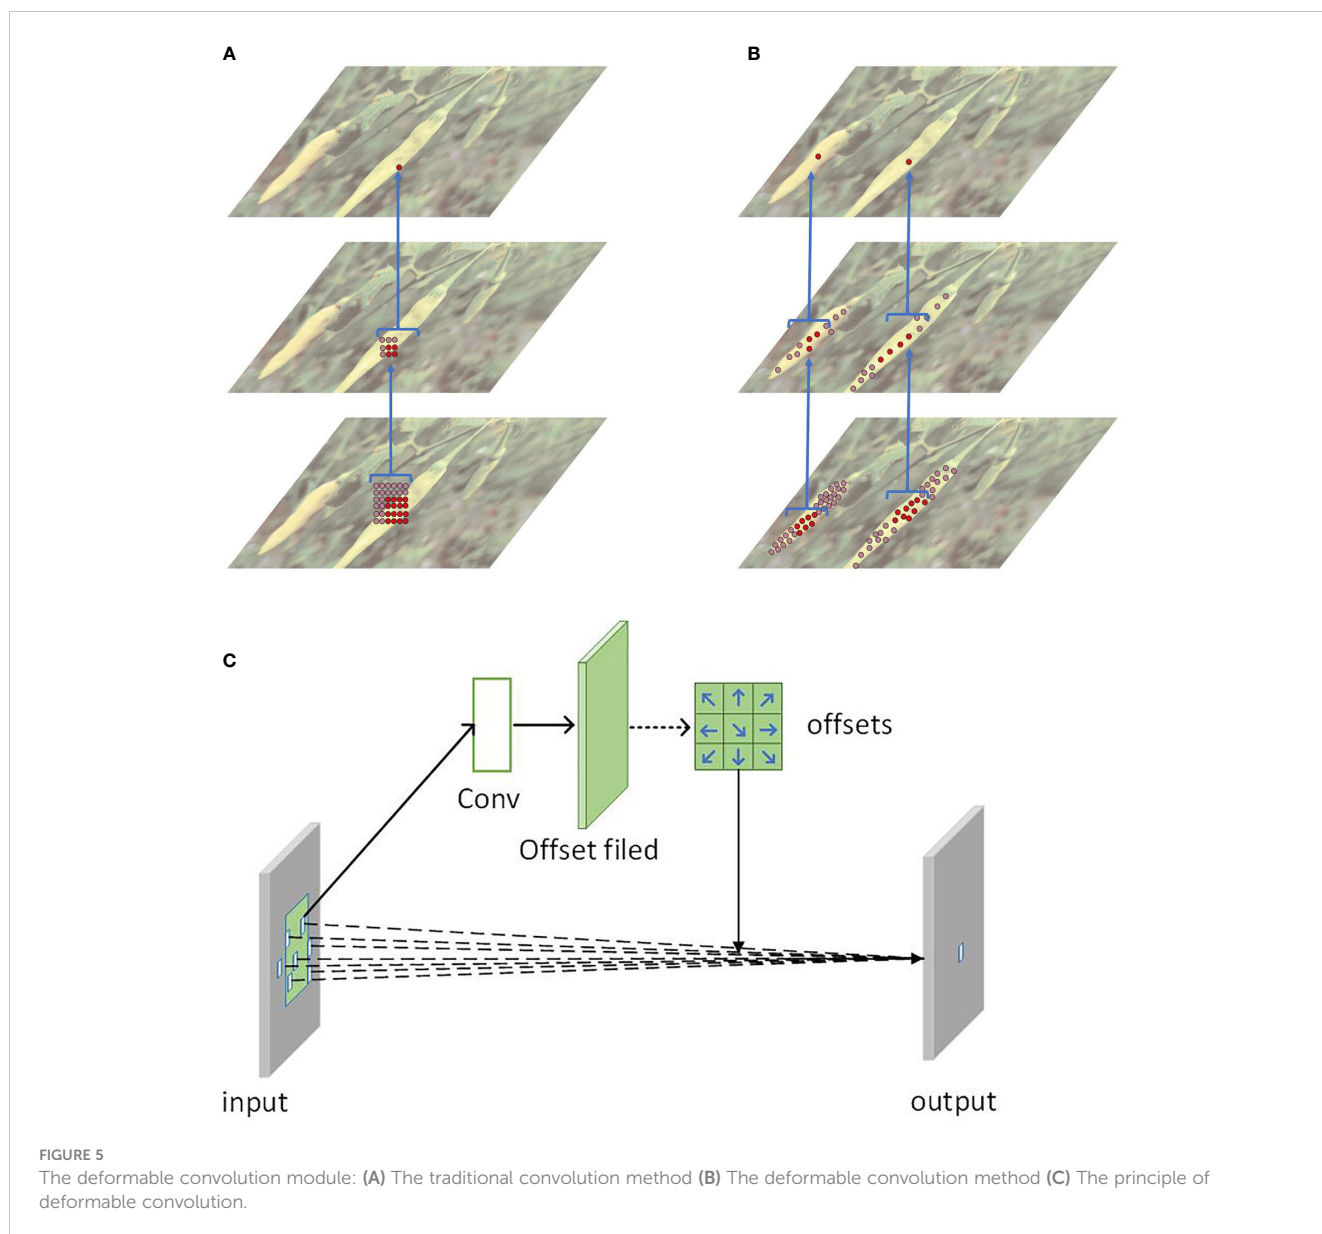 A
B
C
offsets
Conv
Offset filed
input
output
FIGURE 5
The deformable convolution module: (A) The traditional convolution method (B) The deformable convolution method (C) The principle of
deformable convolution.